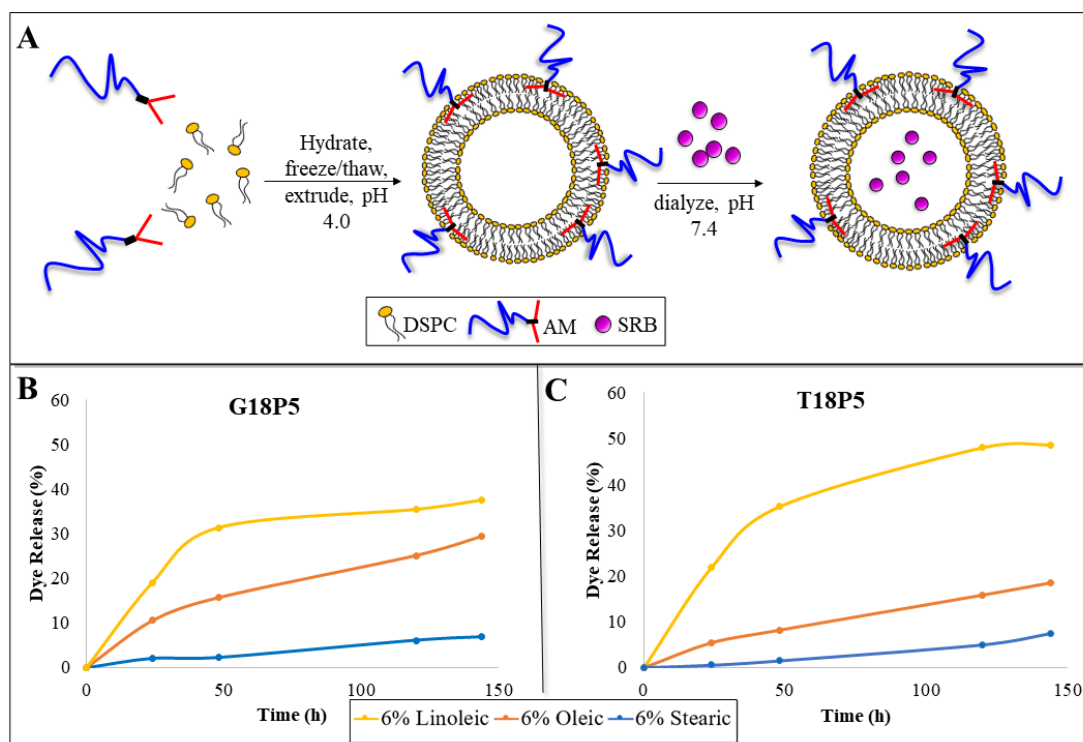 A
Hydrate,
freeze/thaw,
extrude, pH
4.0
dialyze, pH
7.4
DSPC AM SRB
B
G18P5
60
50
40
30
20
10
0
Dye Release (%)
0 50 100 150
Time (h)
C
T18P5
60
50
40
30
20
10
0
Dye Release (%)
0 50 100 150
Time (h)
6% Linoleic 6% Oleic 6% Stearic